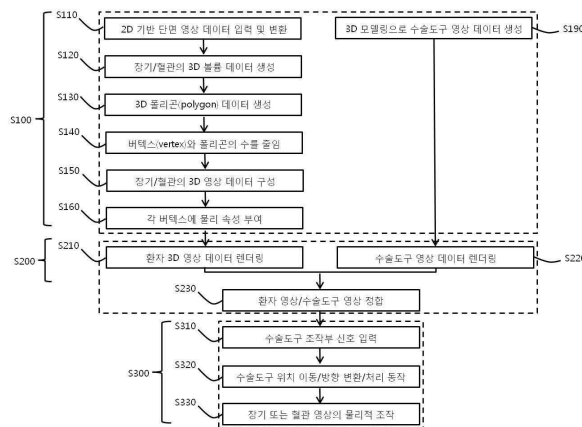 S110
2D 기반 단면 영상 데이터 입력 및 변환
3D 모델링으로 수술도구 영상 데이터 생성
S190
S120
장기/혈관의 3D 볼륨 데이터 생성
S130
3D 폴리곤(polygon) 데이터 생성
S100
S140
버텍스(vertex)와 폴리곤의 수를 줄임
S150
장기/혈관의 3D 영상 데이터 구성
S160
각 버텍스에 물리 속성 부여
S200
S210
환자 3D 영상 데이터 렌더링
수술도구 영상 데이터 렌더링
S220
S230
환자 영상/수술도구 영상 정합
S300
S310
수술도구 조작부 신호 입력
S320
수술도구 위치 이동/방향 변환/처리 동작
S330
장기 또는 혈관 영상의 물리적 조작